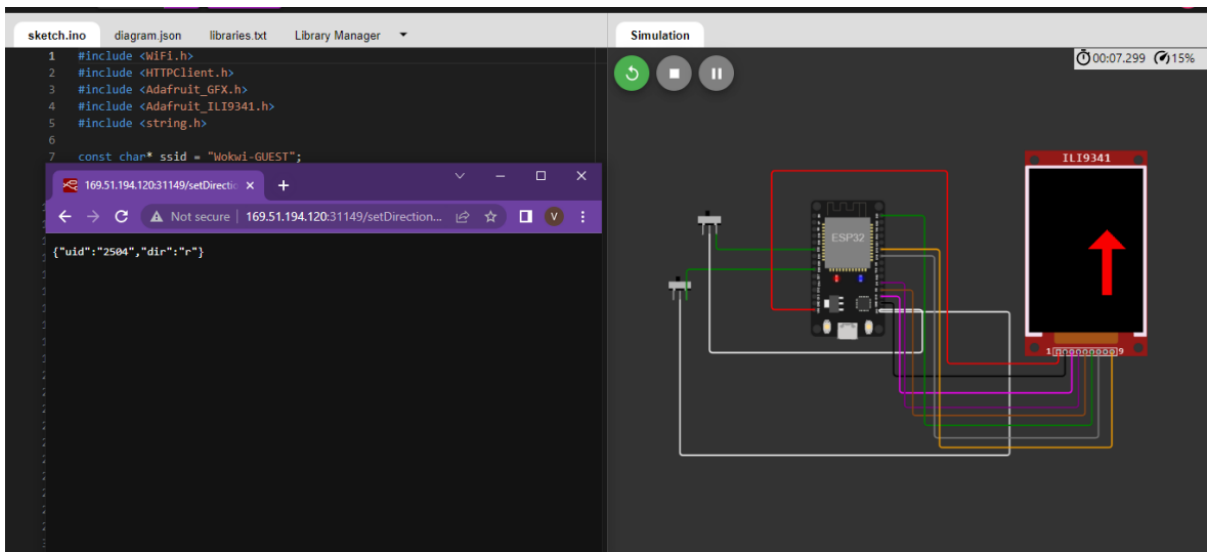 sketch.ino diagram.json libraries.txt Library Manager
1 #include <WiFi.h>
2 #include <HTTPClient.h>
3 #include <Adafruit_GFX.h>
4 #include <Adafruit_ILI9341.h>
5 #include <string.h>
6
7 const char* ssid = "Wokwi-GUEST";
169.51.194.120:31149/setDirectic
Not secure | 169.51.194.120:31149/setDirection...
V
{"uid":"2504","dir":"r"}
Simulation
00:07.299 15%
ILI9341
ESP32
1 9